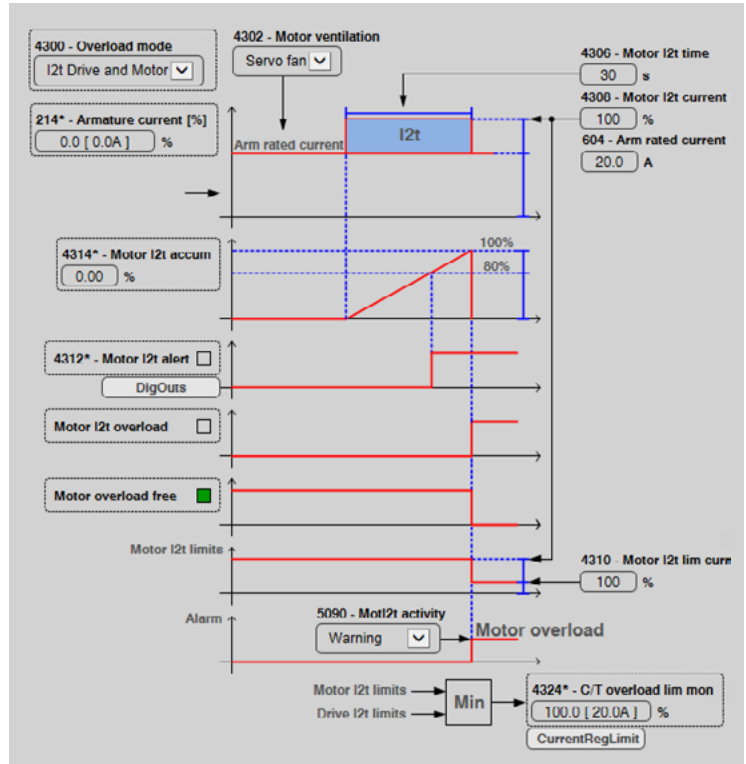 4300 - Overload mode
I2t Drive and Motor
4302 - Motor ventilation
Servo fan
4306 - Motor I2t time
30 s
4308 - Motor I2t current
100 %
604 - Arm rated current
20.0 A
214* - Armature current [%]
0.0 [ 0.0A ] %
Arm rated current
I2t
4314* - Motor I2t accum
0.00 %
100%
80%
4312* - Motor I2t alert
DigOuts
Motor I2t overload
Motor overload free
Motor I2t limits
4310 - Motor I2t lim curr
100 %
Alarm
5090 - MotI2t activity
Warning
Motor overload
Motor I2t limits
Drive I2t limits
Min
4324* - C/T overload lim mon
100.0 [ 20.0A ] %
CurrentRegLimit